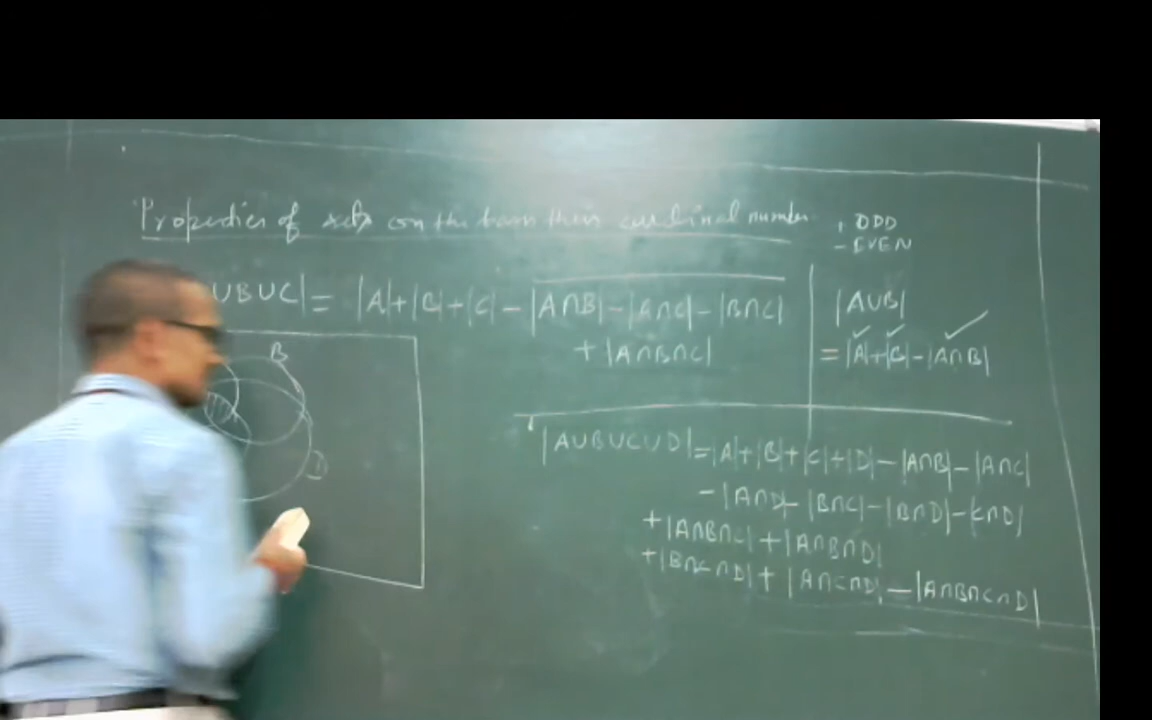 Properties of sets on the basis their cardinal number
+ ODD
- EVEN
UBUC| = |A|+|B|+|C| - |A∩B| - |A∩C| - |B∩C|
+ |A∩B∩C|
|AUB|
= |A|+|B| - |A∩B|
B
D
|AUBUCUD| = |A|+|B|+|C|+|D| - |A∩B| - |A∩C|
- |A∩D| - |B∩C| - |B∩D| - |C∩D|
+ |A∩B∩C| + |A∩B∩D|
+ |B∩C∩D| + |A∩C∩D| - |A∩B∩C∩D|